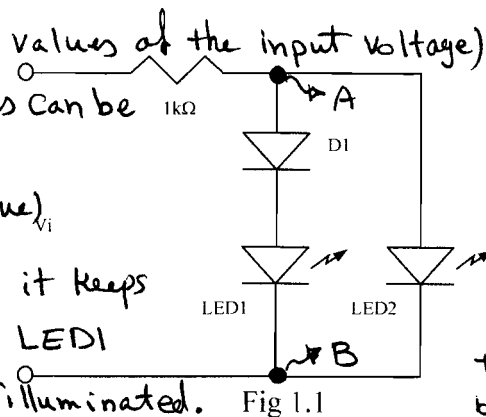 values of the input voltage)
s can be 1kΩ A
D1
ue) Vi
it keeps
LED1 LED2
LED1 B
illuminated. Fig 1.1